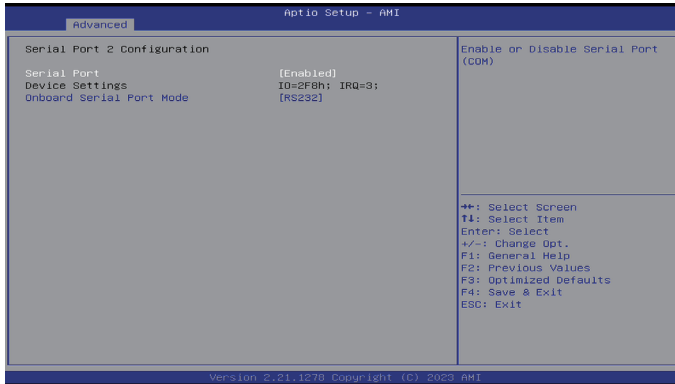 Aptio Setup – AMI
Advanced
Serial Port 2 Configuration
Serial Port [Enabled]
Device Settings IO=2F8h; IRQ=3;
Onboard Serial Port Mode [RS232]
Enable or Disable Serial Port
(COM)
→←: Select Screen
↑↓: Select Item
Enter: Select
+/-: Change Opt.
F1: General Help
F2: Previous Values
F3: Optimized Defaults
F4: Save & Exit
ESC: Exit
Version 2.21.1278 Copyright (C) 2023 AMI